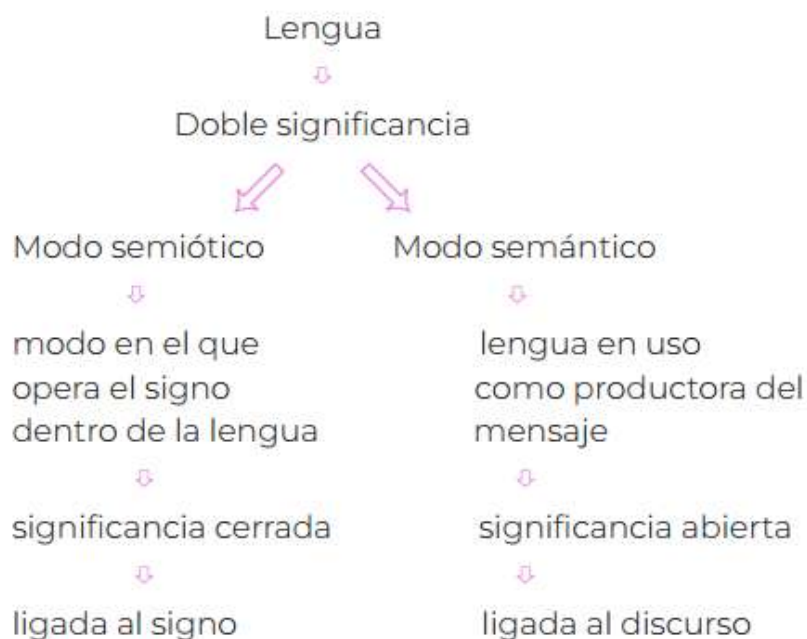 Lengua
Doble significancia
Modo semiótico
Modo semántico
modo en el que
opera el signo
dentro de la lengua
lengua en uso
como productora del
mensaje
significancia cerrada
significancia abierta
ligada al signo
ligada al discurso